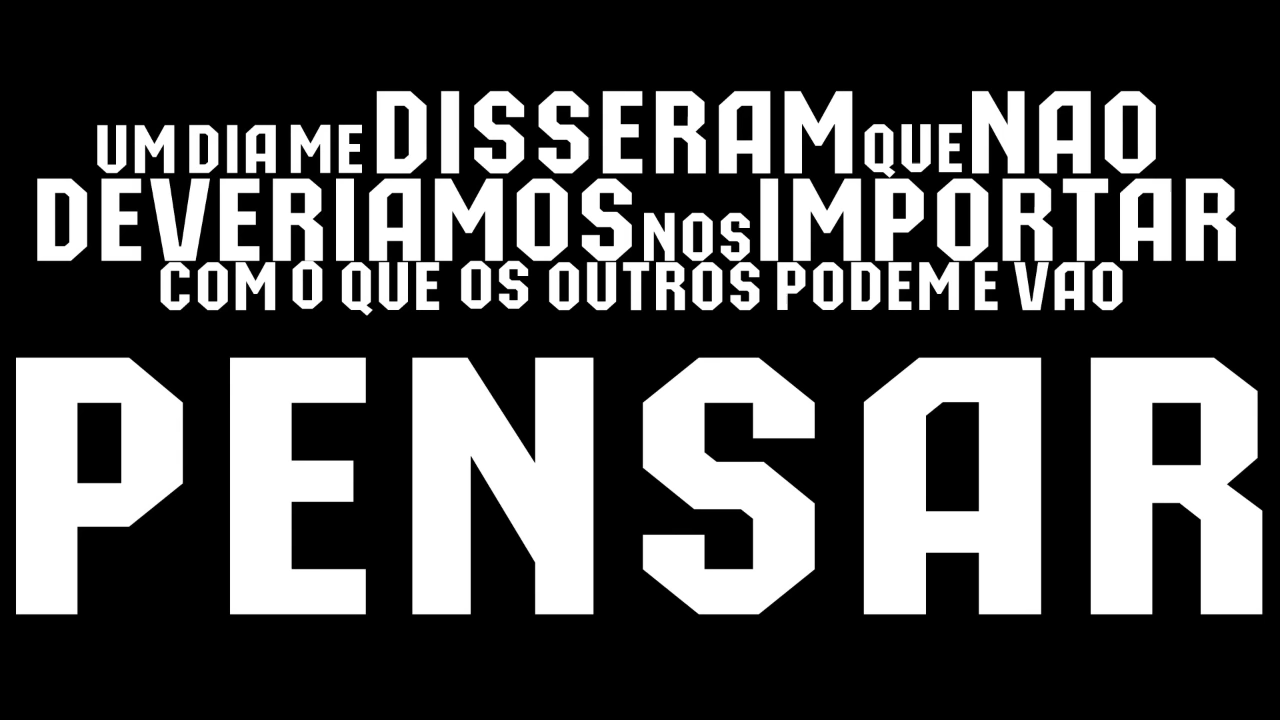 UM DIA ME DISSERAM QUE NAO
DEVERIAMOS NOS IMPORTAR
COM O QUE OS OUTROS PODEM E VAO
PENSAR